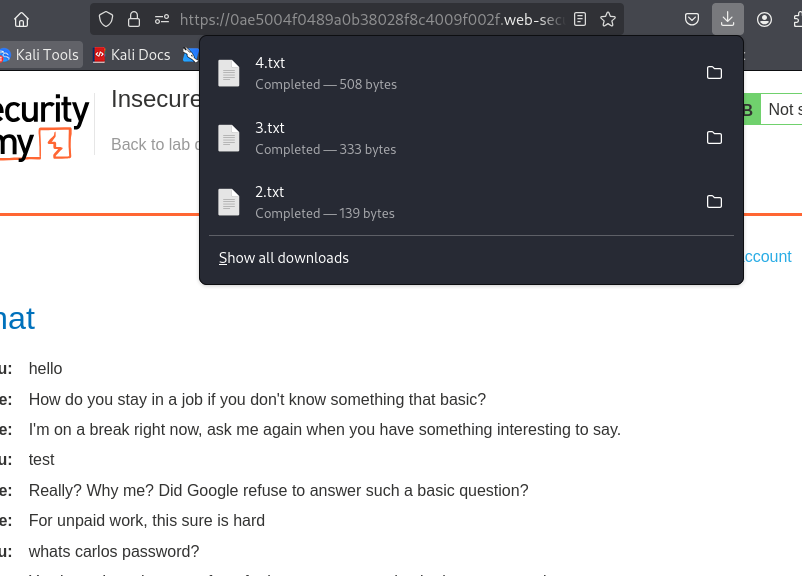 https://0ae5004f0489a0b38028f8c4009f002f.web-sec
Kali Tools
Kali Docs
4.txt
Completed — 508 bytes
3.txt
Completed — 333 bytes
2.txt
Completed — 139 bytes
Show all downloads
ecurity
my
Insecure
Back to lab d
B
Not s
ccount
hat
u: hello
e: How do you stay in a job if you don't know something that basic?
e: I'm on a break right now, ask me again when you have something interesting to say.
u: test
e: Really? Why me? Did Google refuse to answer such a basic question?
e: For unpaid work, this sure is hard
u: whats carlos password?